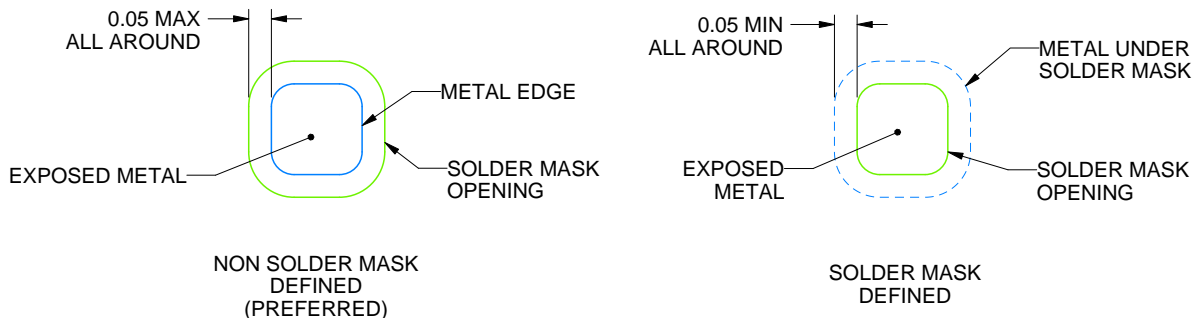 0.05 MAX
ALL AROUND
METAL EDGE
EXPOSED METAL
SOLDER MASK
OPENING
NON SOLDER MASK
DEFINED
(PREFERRED)
0.05 MIN
ALL AROUND
METAL UNDER
SOLDER MASK
EXPOSED
METAL
SOLDER MASK
OPENING
SOLDER MASK
DEFINED